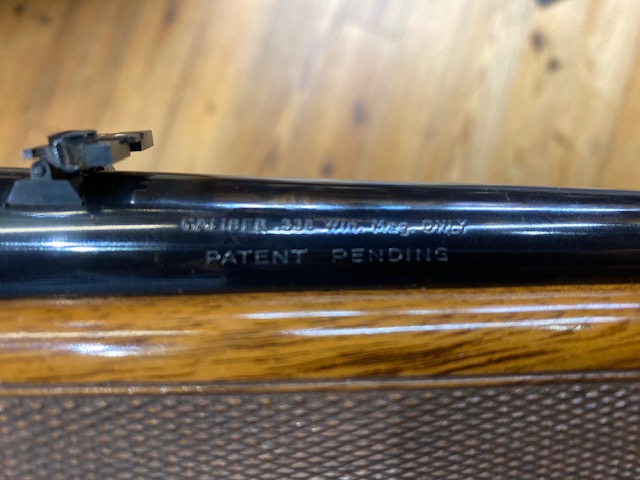 CALIBER .338 Win. Mag. ONLY
PATENT PENDING